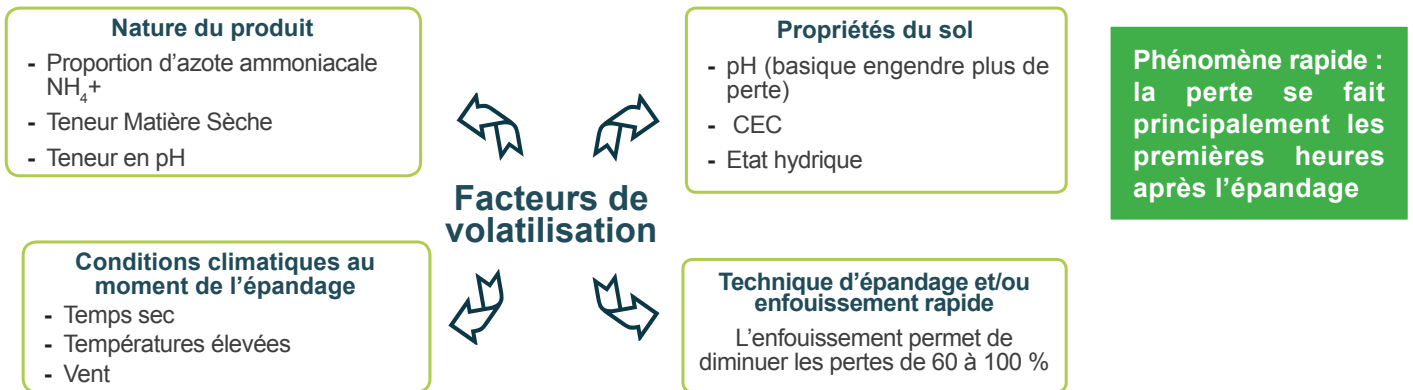 Nature du produit
- Proportion d'azote ammoniacale
NH4+
- Teneur Matière Sèche
- Teneur en pH
Propriétés du sol
- pH (basique engendre plus de
perte)
- CEC
- Etat hydrique
Phénomène rapide :
la perte se fait
principalement les
premières heures
après l’épandage
Facteurs de
volatilisation
Conditions climatiques au
moment de l’épandage
- Temps sec
- Températures élevées
- Vent
Technique d’épandage et/ou
enfouissement rapide
L’enfouissement permet de
diminuer les pertes de 60 à 100 %